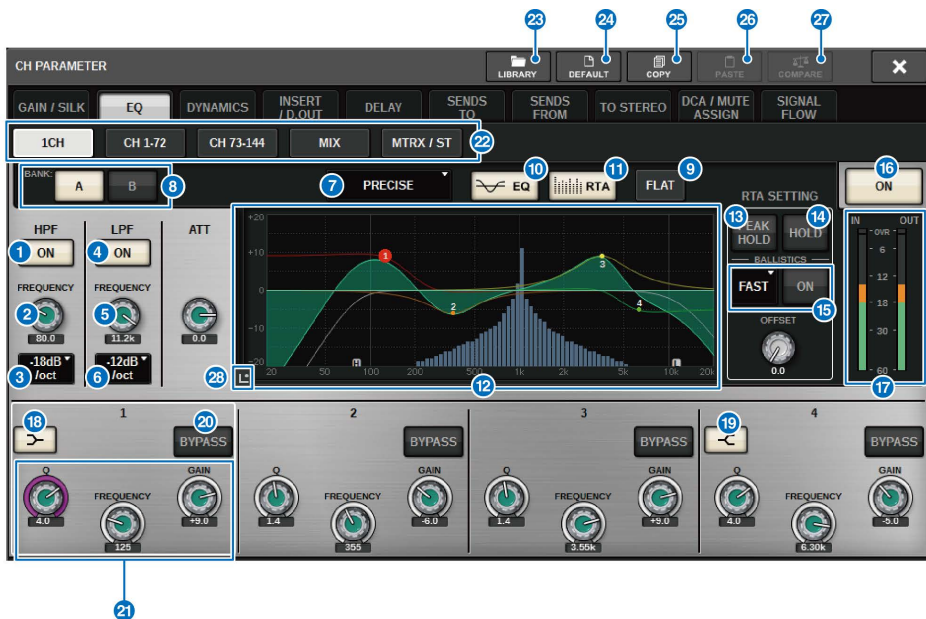 23 24 25 26 27
CH PARAMETER LIBRARY DEFAULT COPY PASTE COMPARE ×
GAIN / SILK EQ DYNAMICS INSERT / D.OUT DELAY SENDS TO SENDS FROM TO STEREO DCA / MUTE ASSIGN SIGNAL FLOW
1CH CH 1-72 CH 73-144 MIX MTRX / ST 22
BANK: A B 8 7 PRECISE 10 EQ 11 RTA 9 FLAT RTA SETTING 16 ON
HPF LPF ATT
1 ON 4 ON
FREQUENCY FREQUENCY
2 5
80.0 11.2k 0.0
-18dB /oct -12dB /oct
3 6
+20
+10
0
-10
-20
1 2 3 4
20 50 100 200 500 1k 2k 5k 10k 20k
H L
28 12
13 PEAK HOLD 14 HOLD
BALLISTICS
FAST ON
15
OFFSET
0.0
IN OUT
OVR
6
12
18
30
60
17
1 2 3 4
18 20 BYPASS BYPASS BYPASS 19 BYPASS
Q FREQUENCY GAIN Q FREQUENCY GAIN Q FREQUENCY GAIN Q FREQUENCY GAIN
4.0 125 +9.0 1.4 355 -6.0 1.4 3.55k +9.0 4.0 6.30k -5.0
21